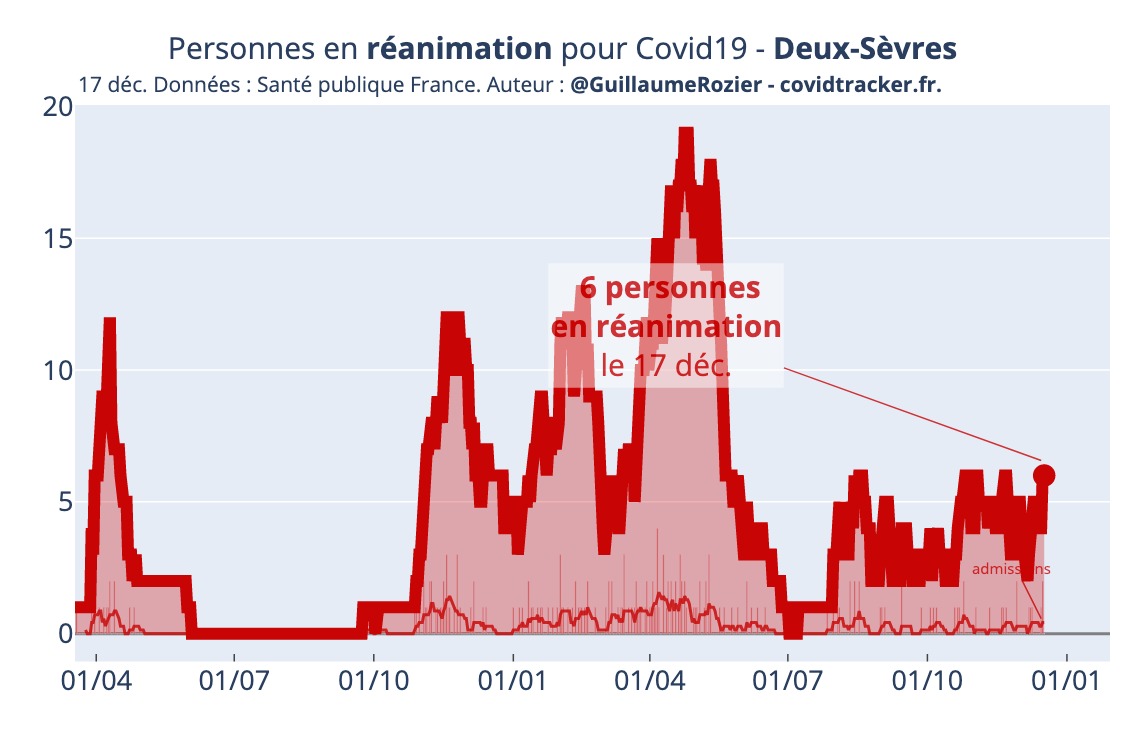 Personnes en réanimation pour Covid19 - Deux-Sèvres
17 déc. Données : Santé publique France. Auteur : @GuillaumeRozier - covidtracker.fr.
20
15
10
5
0
6 personnes
en réanimation
le 17 déc.
admissions
01/04 01/07 01/10 01/01 01/04 01/07 01/10 01/01